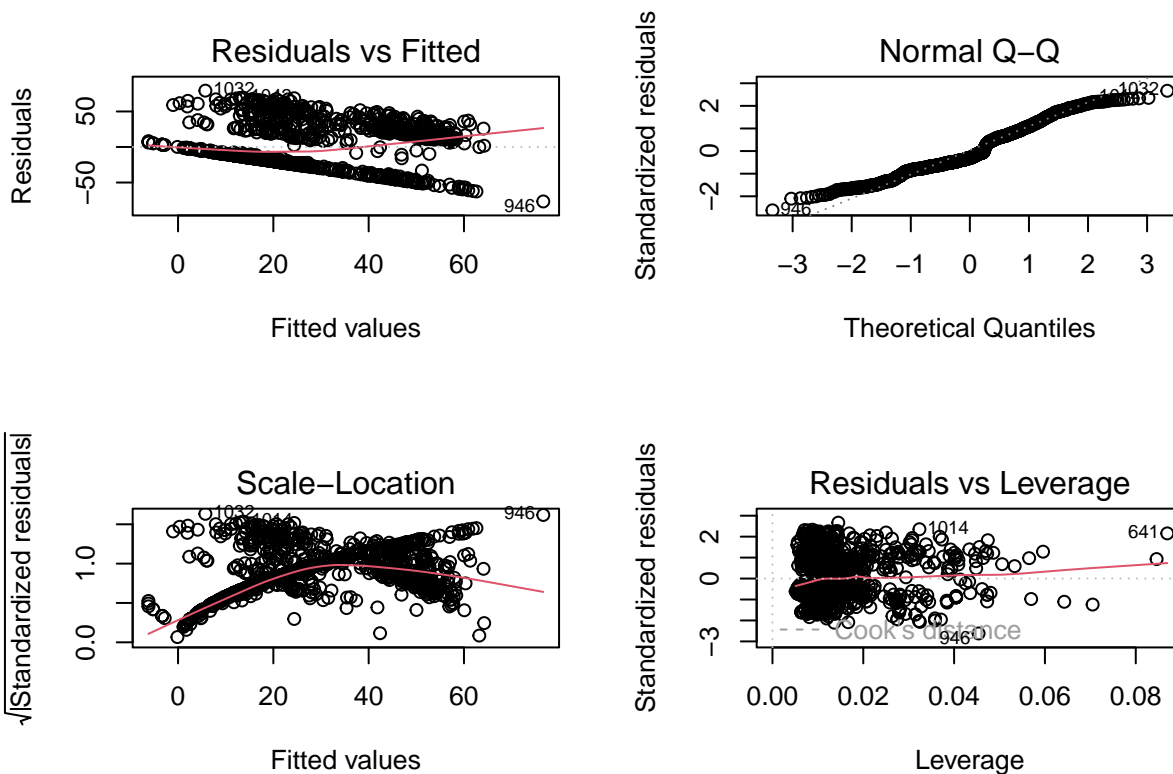 Residuals vs Fitted
Residuals
50
0
−50
1032
946
0 20 40 60
Fitted values
Normal Q−Q
Standardized residuals
2
0
−2
1032
946
−3 −2 −1 0 1 2 3
Theoretical Quantiles
Scale−Location
√|Standardized residuals|
1.0
0.0
1032
1014
946
0 20 40 60
Fitted values
Residuals vs Leverage
Standardized residuals
2
0
−3
1014
641
946
Cook's distance
0.00 0.02 0.04 0.06 0.08
Leverage